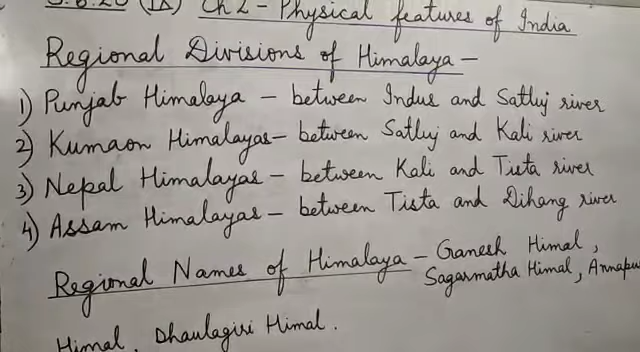 (IX) Ch 2 - Physical features of India
Regional Divisions of Himalaya -
1) Punjab Himalaya - between Indus and Satluj river
2) Kumaon Himalayas - between Satluj and Kali river
3) Nepal Himalayas - between Kali and Tista river
4) Assam Himalayas - between Tista and Dihang river
Regional Names of Himalaya - Ganesh Himal,
Sagarmatha Himal, Annapu
Himal, Dhaulagiri Himal.